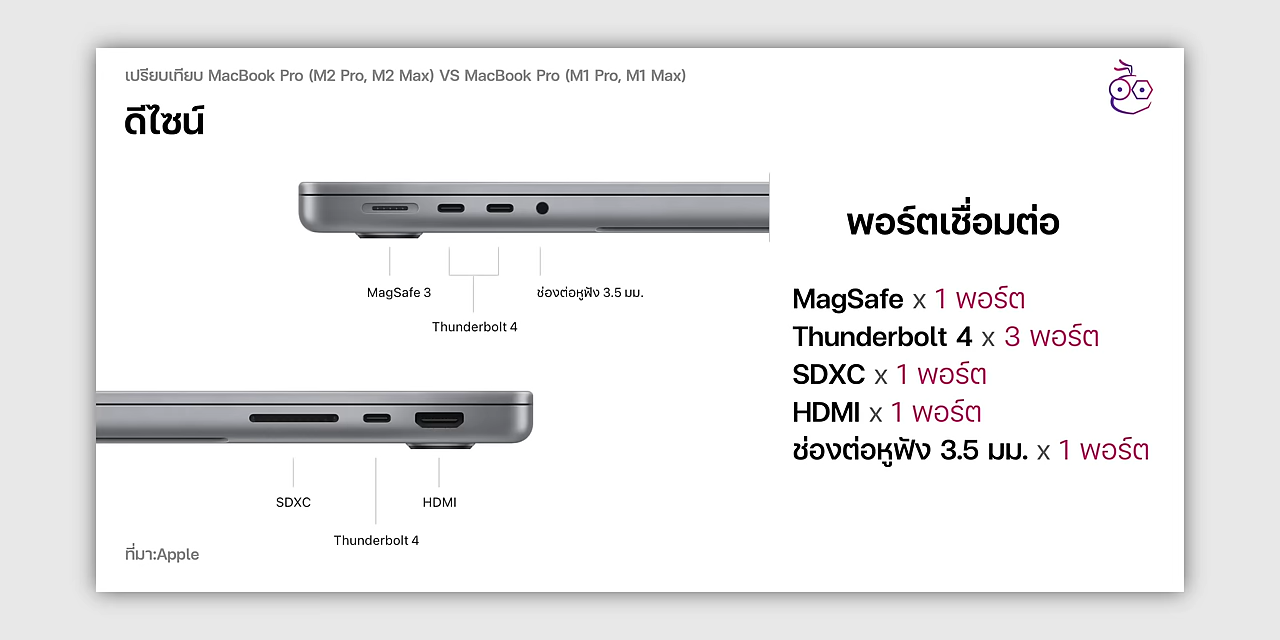 เปรียบเทียบ MacBook Pro (M2 Pro, M2 Max) VS MacBook Pro (M1 Pro, M1 Max)
ดีไซน์
MagSafe 3
ช่องต่อหูฟัง 3.5 มม.
Thunderbolt 4
พอร์ตเชื่อมต่อ
MagSafe x 1 พอร์ต
Thunderbolt 4 x 3 พอร์ต
SDXC x 1 พอร์ต
HDMI x 1 พอร์ต
ช่องต่อหูฟัง 3.5 มม. x 1 พอร์ต
SDXC
HDMI
Thunderbolt 4
ที่มา:Apple